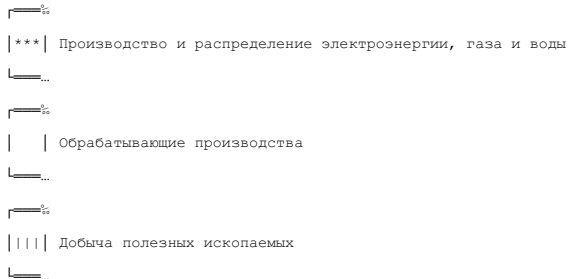 ┌───‰
│***│ Производство и распределение электроэнергии, газа и воды
└───…
┌───‰
│   │ Обрабатывающие производства
└───…
┌───‰
│|||│ Добыча полезных ископаемых
└───…